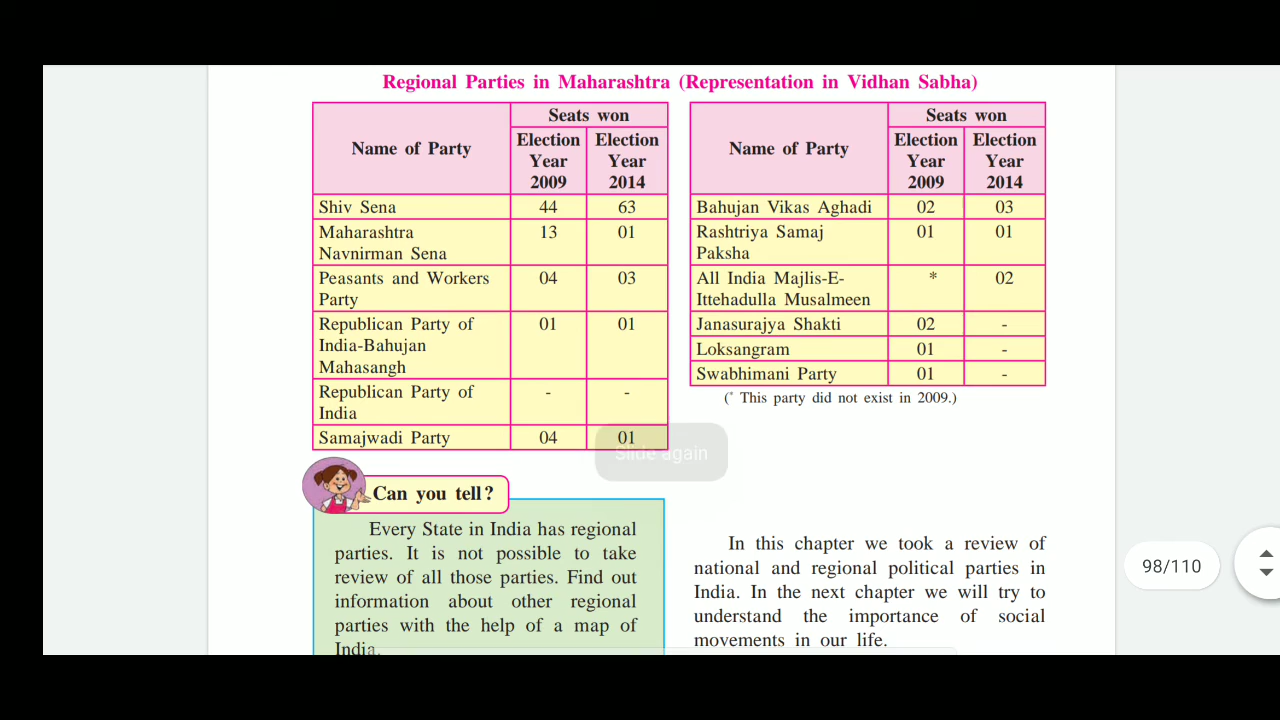 Regional Parties in Maharashtra (Representation in Vidhan Sabha)
Name of Party
Seats won
Election Year 2009
Election Year 2014
Shiv Sena 44 63
Maharashtra 13 01
Navnirman Sena
Peasants and Workers 04 03
Party
Republican Party of 01 01
India-Bahujan
Mahasangh
Republican Party of - -
India
Samajwadi Party 04 01
Name of Party
Seats won
Election Year 2009
Election Year 2014
Bahujan Vikas Aghadi 02 03
Rashtriya Samaj 01 01
Paksha
All India Majlis-E- * 02
Ittehadulla Musalmeen
Janasurajya Shakti 02 -
Loksangram 01 -
Swabhimani Party 01 -
(* This party did not exist in 2009.)
Slide again
Can you tell?
Every State in India has regional
parties. It is not possible to take
review of all those parties. Find out
information about other regional
parties with the help of a map of
India.
In this chapter we took a review of
national and regional political parties in
India. In the next chapter we will try to
understand the importance of social
movements in our life.
98/110